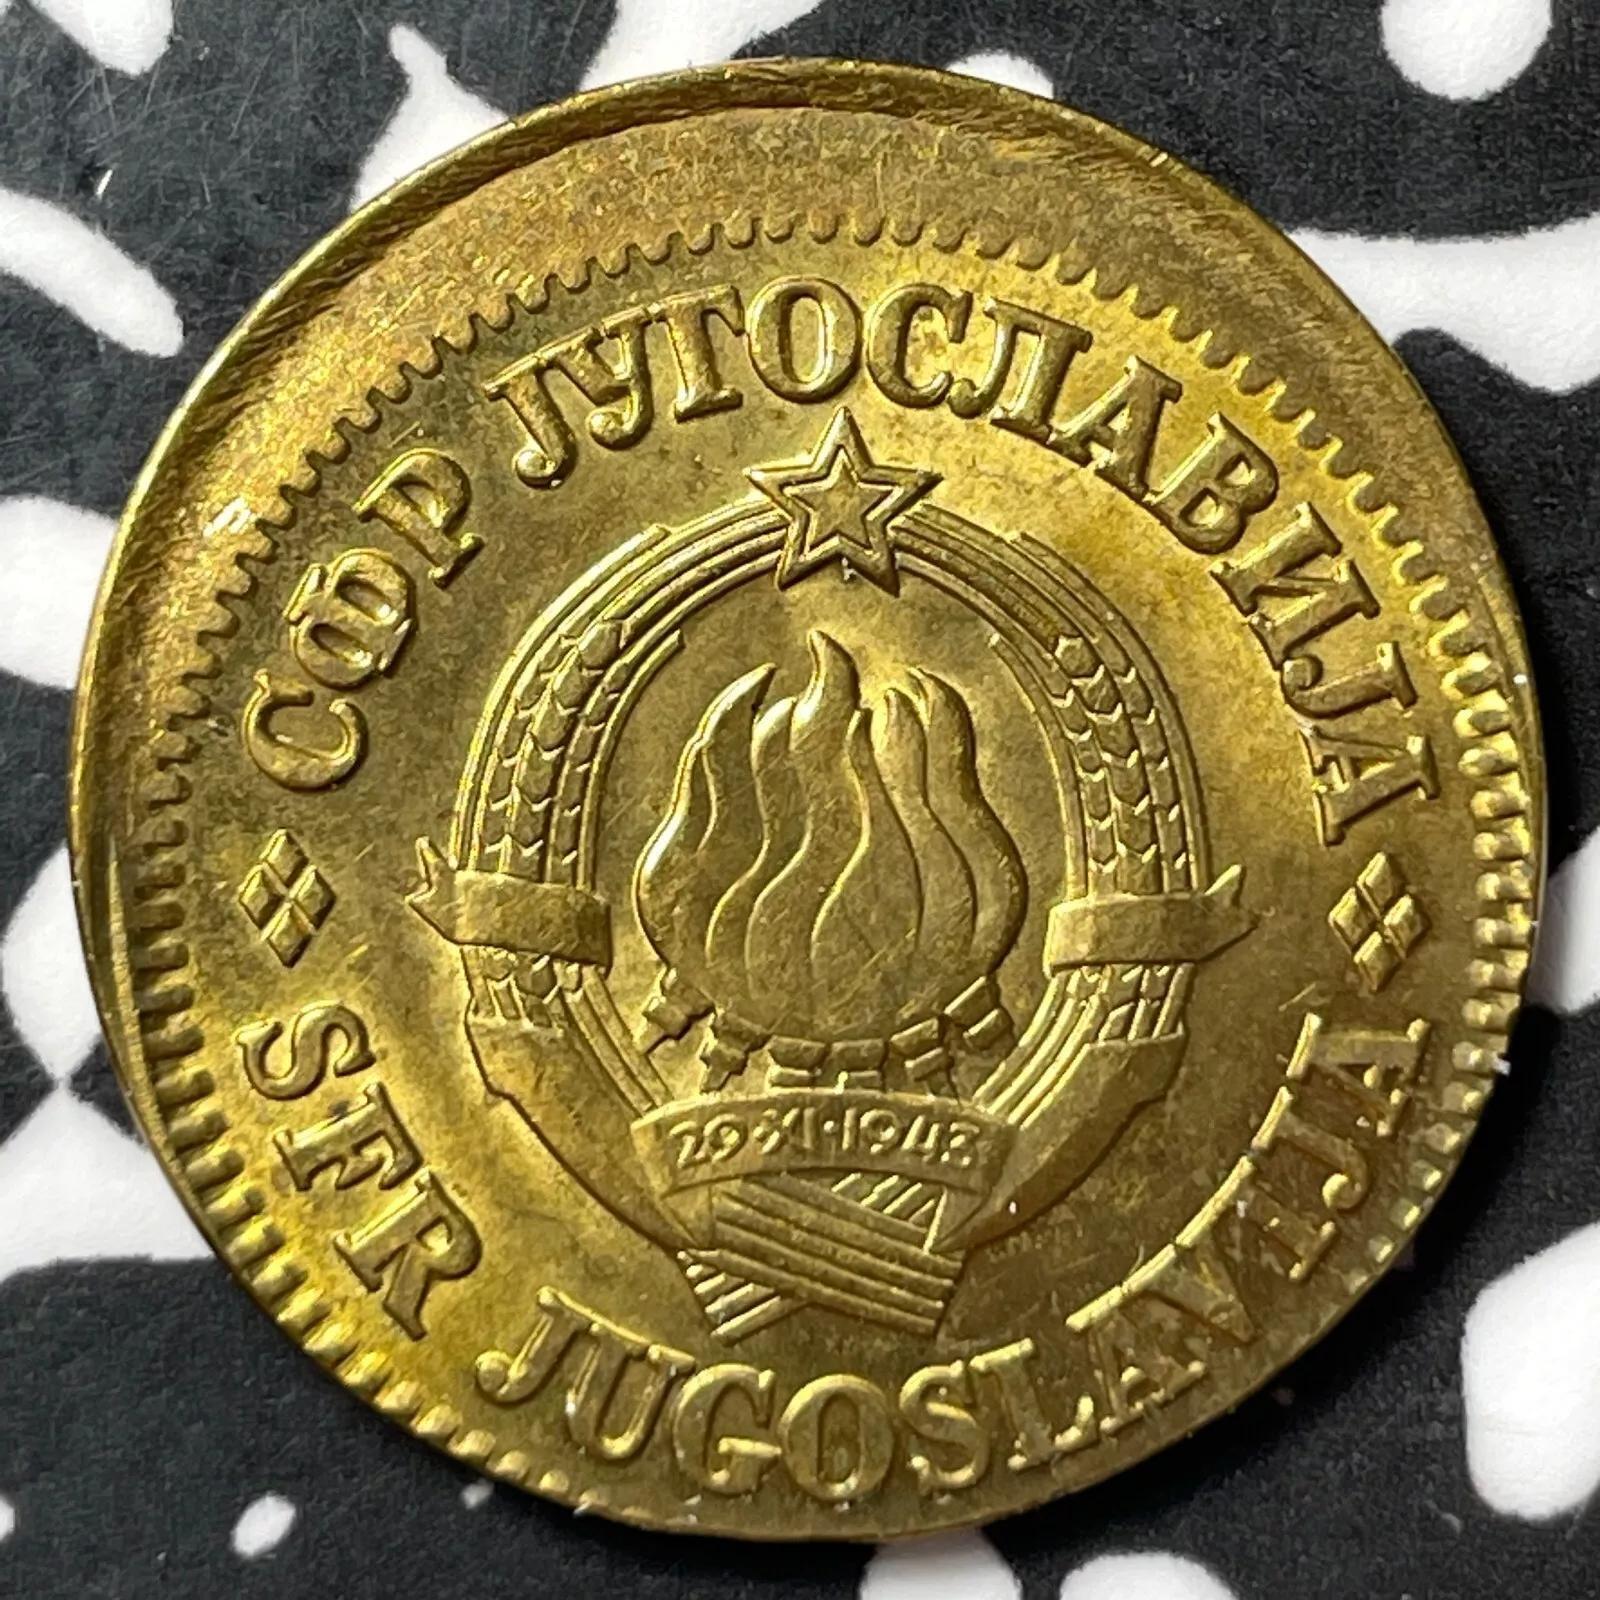 СФР ЈУГОСЛАВИЈА
29·XI·1943
SFR JUGOSLAVIJA